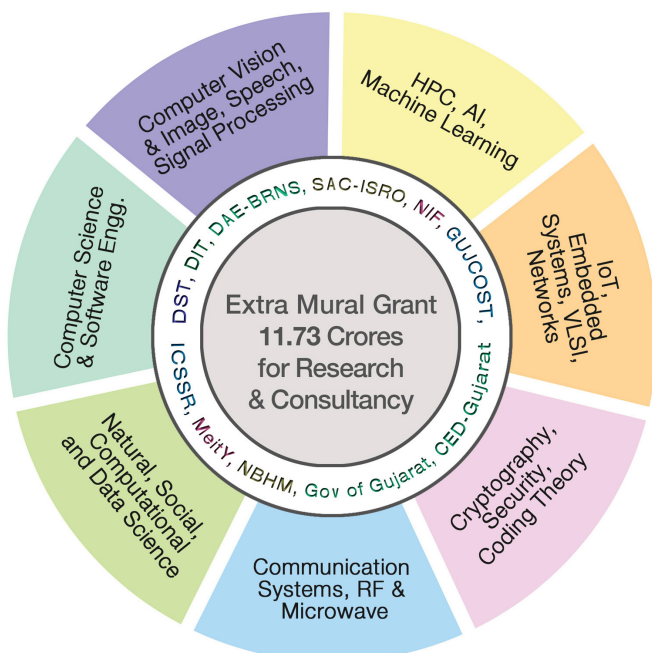 Computer Vision
& Image, Speech,
Signal Processing
HPC, AI,
Machine Learning
IoT,
Embedded
Systems, VLSI,
Networks
Cryptography,
Security,
Coding Theory
Communication
Systems, RF &
Microwave
Natural, Social,
Computational
and Data Science
Computer Science
& Software Engg.
DST, DIT, DAE-BRNS, SAC-ISRO, NIF, GUJCOST,
ICSSR, MeitY, NBHM, Gov of Gujarat, CED-Gujarat
Extra Mural Grant
11.73 Crores
for Research
& Consultancy